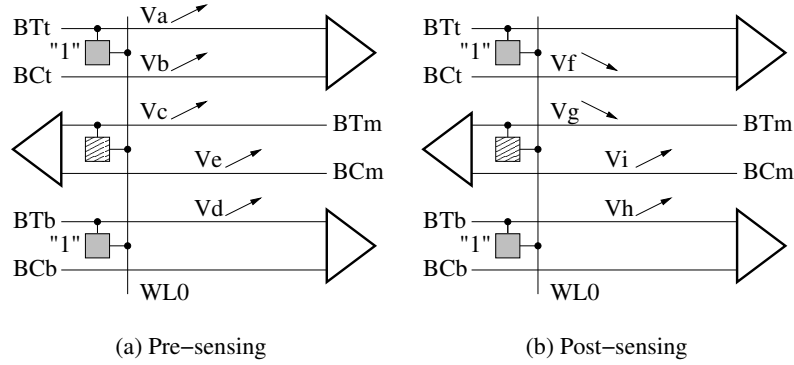 BTt
Va
"1"
BCt
Vb
Vc
BTm
Ve
BCm
Vd
BTb
"1"
BCb
WL0
(a) Pre−sensing
BTt
"1"
BCt
Vf
Vg
BTm
Vi
BCm
Vh
BTb
"1"
BCb
WL0
(b) Post−sensing